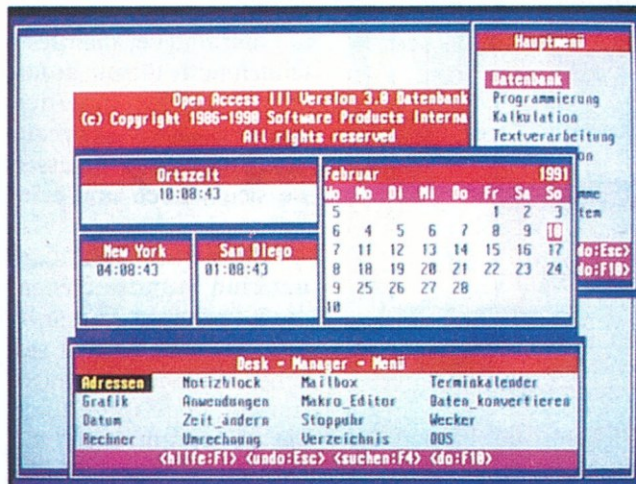 Hauptmenü
Datenbank
Programmierung
Kalkulation
Textverarbeitung
Open Access III Version 3.0 Datenbank
(c) Copyright 1986-1990 Software Products Interna
All rights reserved
on
mme
tem
do:Esc>
do:F10>
Ortszeit
10:08:43
New York
04:08:43
San Diego
01:08:43
Februar 1991
Wo Mo Di Mi Do Fr Sa So
5 1 2 3
6 4 5 6 7 8 9 10
7 11 12 13 14 15 16 17
8 18 19 20 21 22 23 24
9 25 26 27 28
10
Desk - Manager - Menü
Adressen Notizblock Mailbox Terminkalender
Grafik Anwendungen Makro_Editor Daten_konvertieren
Datum Zeit_ändern Stoppuhr Wecker
Rechner Umrechnung Verzeichnis DOS
<hilfe:F1> <undo:Esc> <suchen:F4> <do:F10>